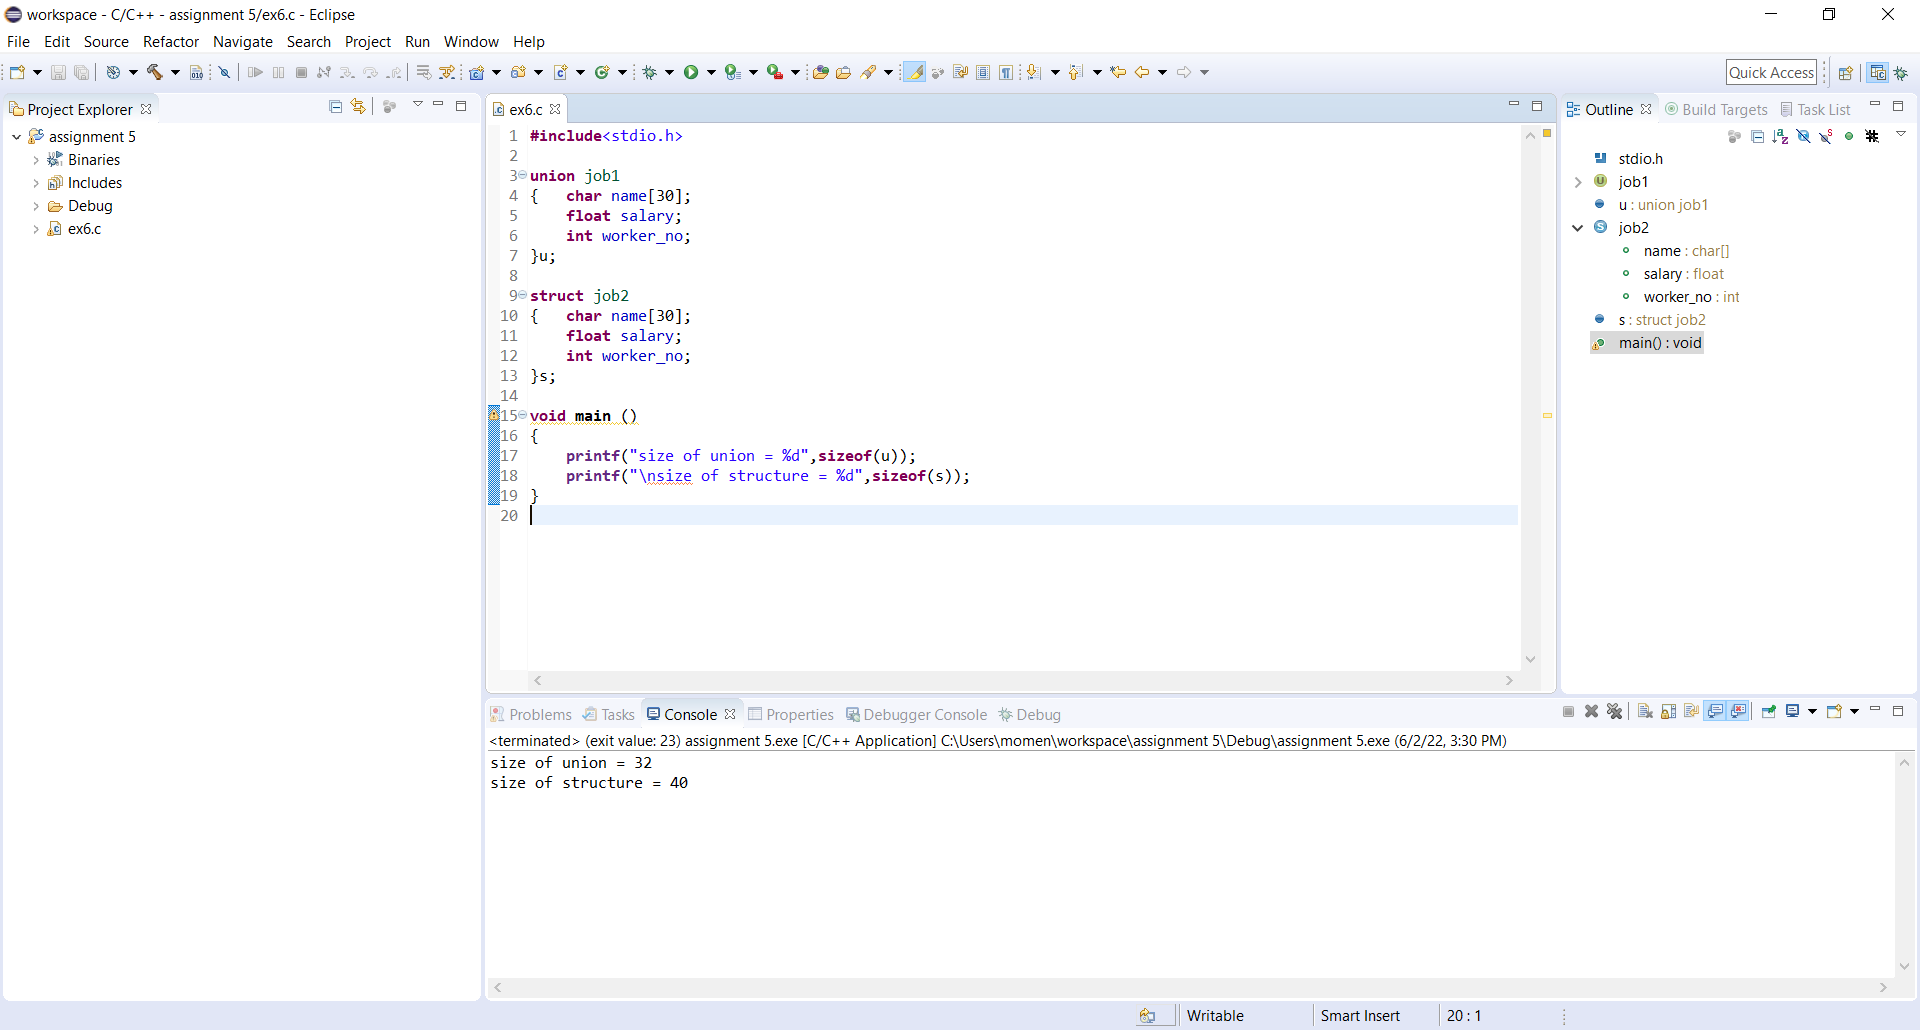 workspace - C/C++ - assignment 5/ex6.c - Eclipse
File Edit Source Refactor Navigate Search Project Run Window Help
Quick Access
Project Explorer
assignment 5
Binaries
Includes
Debug
ex6.c
ex6.c
1 #include<stdio.h>
2
3 union job1
4 {   char name[30];
5     float salary;
6     int worker_no;
7 }u;
8
9 struct job2
10 {   char name[30];
11     float salary;
12     int worker_no;
13 }s;
14
15 void main ()
16 {
17     printf("size of union = %d",sizeof(u));
18     printf("\nsize of structure = %d",sizeof(s));
19 }
20
Outline Build Targets Task List
stdio.h
job1
u : union job1
job2
name : char[]
salary : float
worker_no : int
s : struct job2
main() : void
Problems Tasks Console Properties Debugger Console Debug
<terminated> (exit value: 23) assignment 5.exe [C/C++ Application] C:\Users\momen\workspace\assignment 5\Debug\assignment 5.exe (6/2/22, 3:30 PM)
size of union = 32
size of structure = 40
Writable Smart Insert 20 : 1